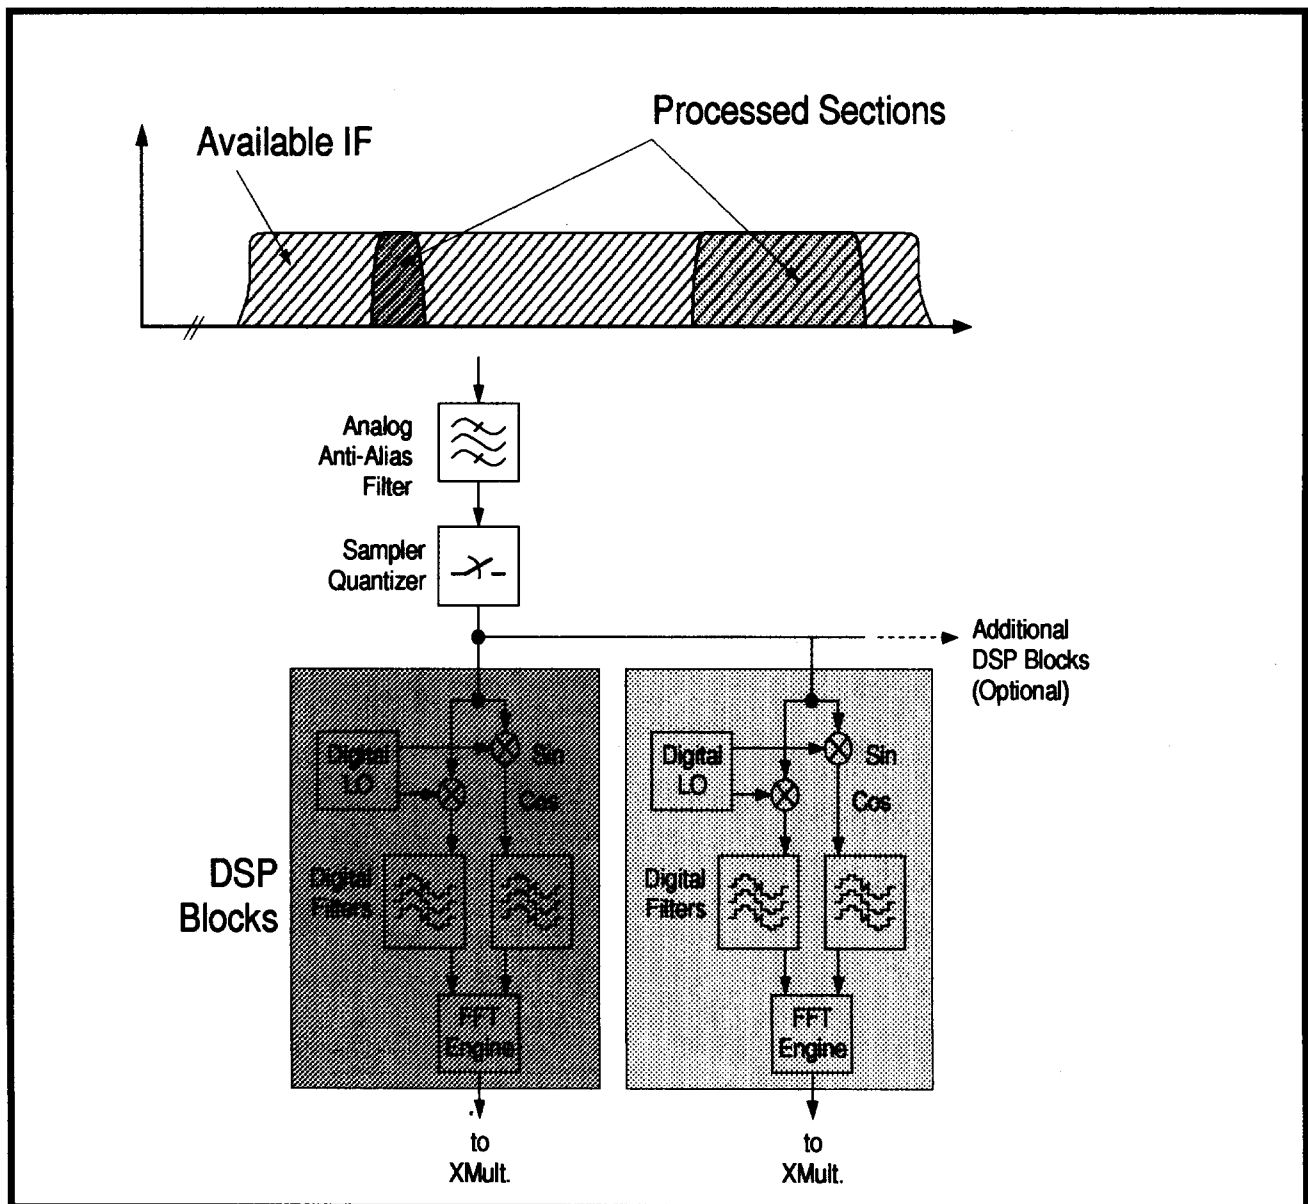 Processed Sections
Available IF
Analog
Anti-Alias
Filter
Sampler
Quantizer
Additional
DSP Blocks
(Optional)
Digital
LO
Sin
Cos
Digital
LO
Sin
Cos
DSP
Blocks
Digital
Filters
Digital
Filters
FFT
Engine
FFT
Engine
to
XMult.
to
XMult.